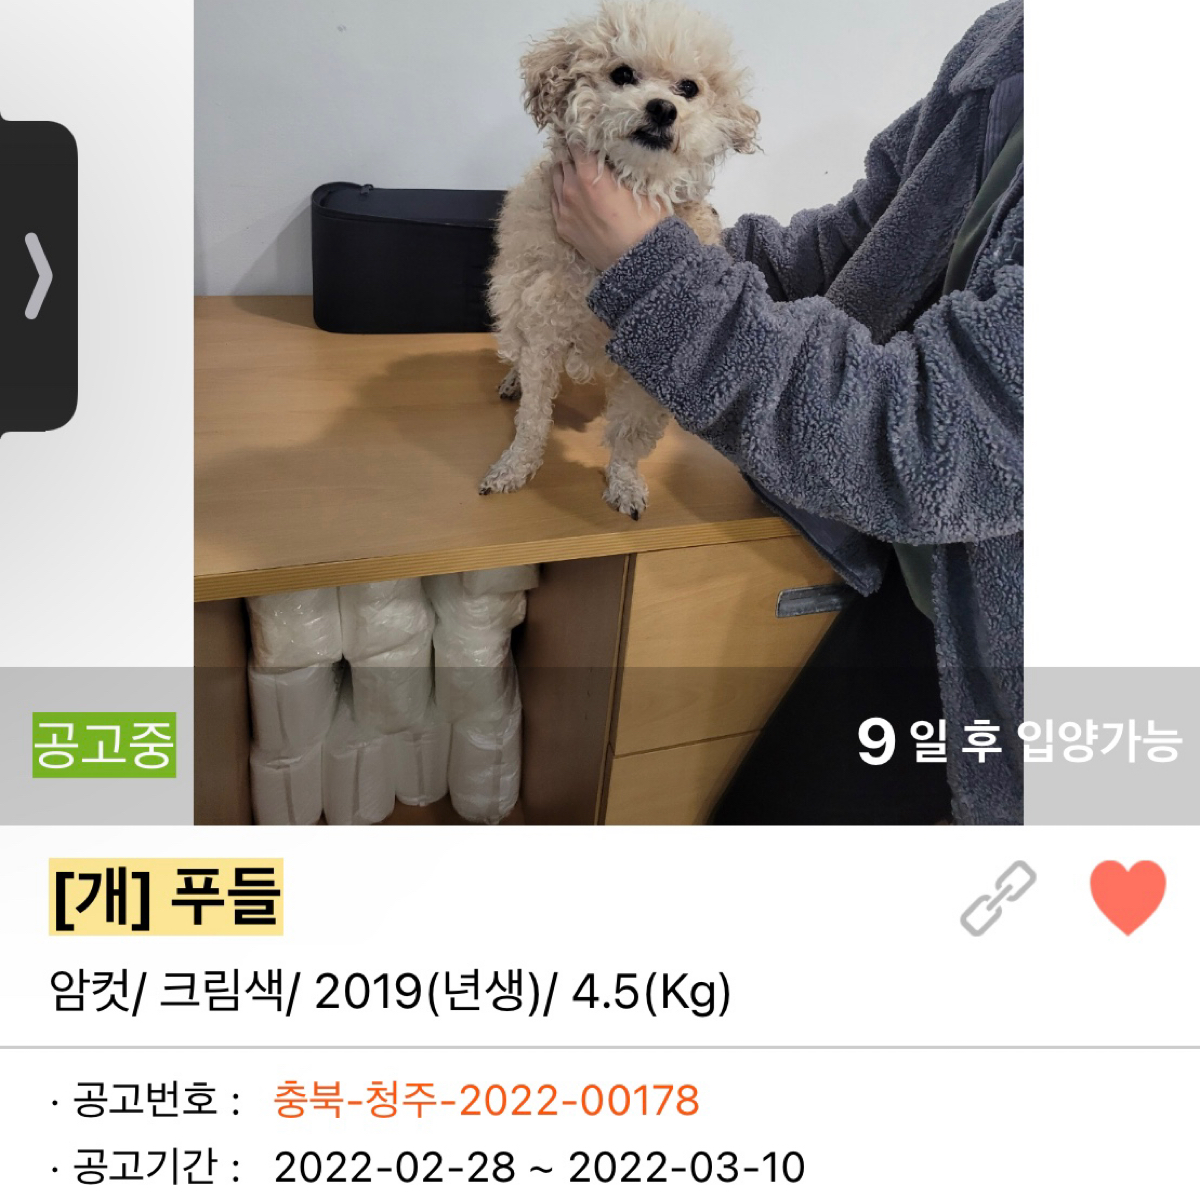 공고중
9일 후 입양가능
[개] 푸들
암컷/ 크림색/ 2019(년생)/ 4.5(Kg)
· 공고번호 : 충북-청주-2022-00178
· 공고기간 : 2022-02-28 ~ 2022-03-10